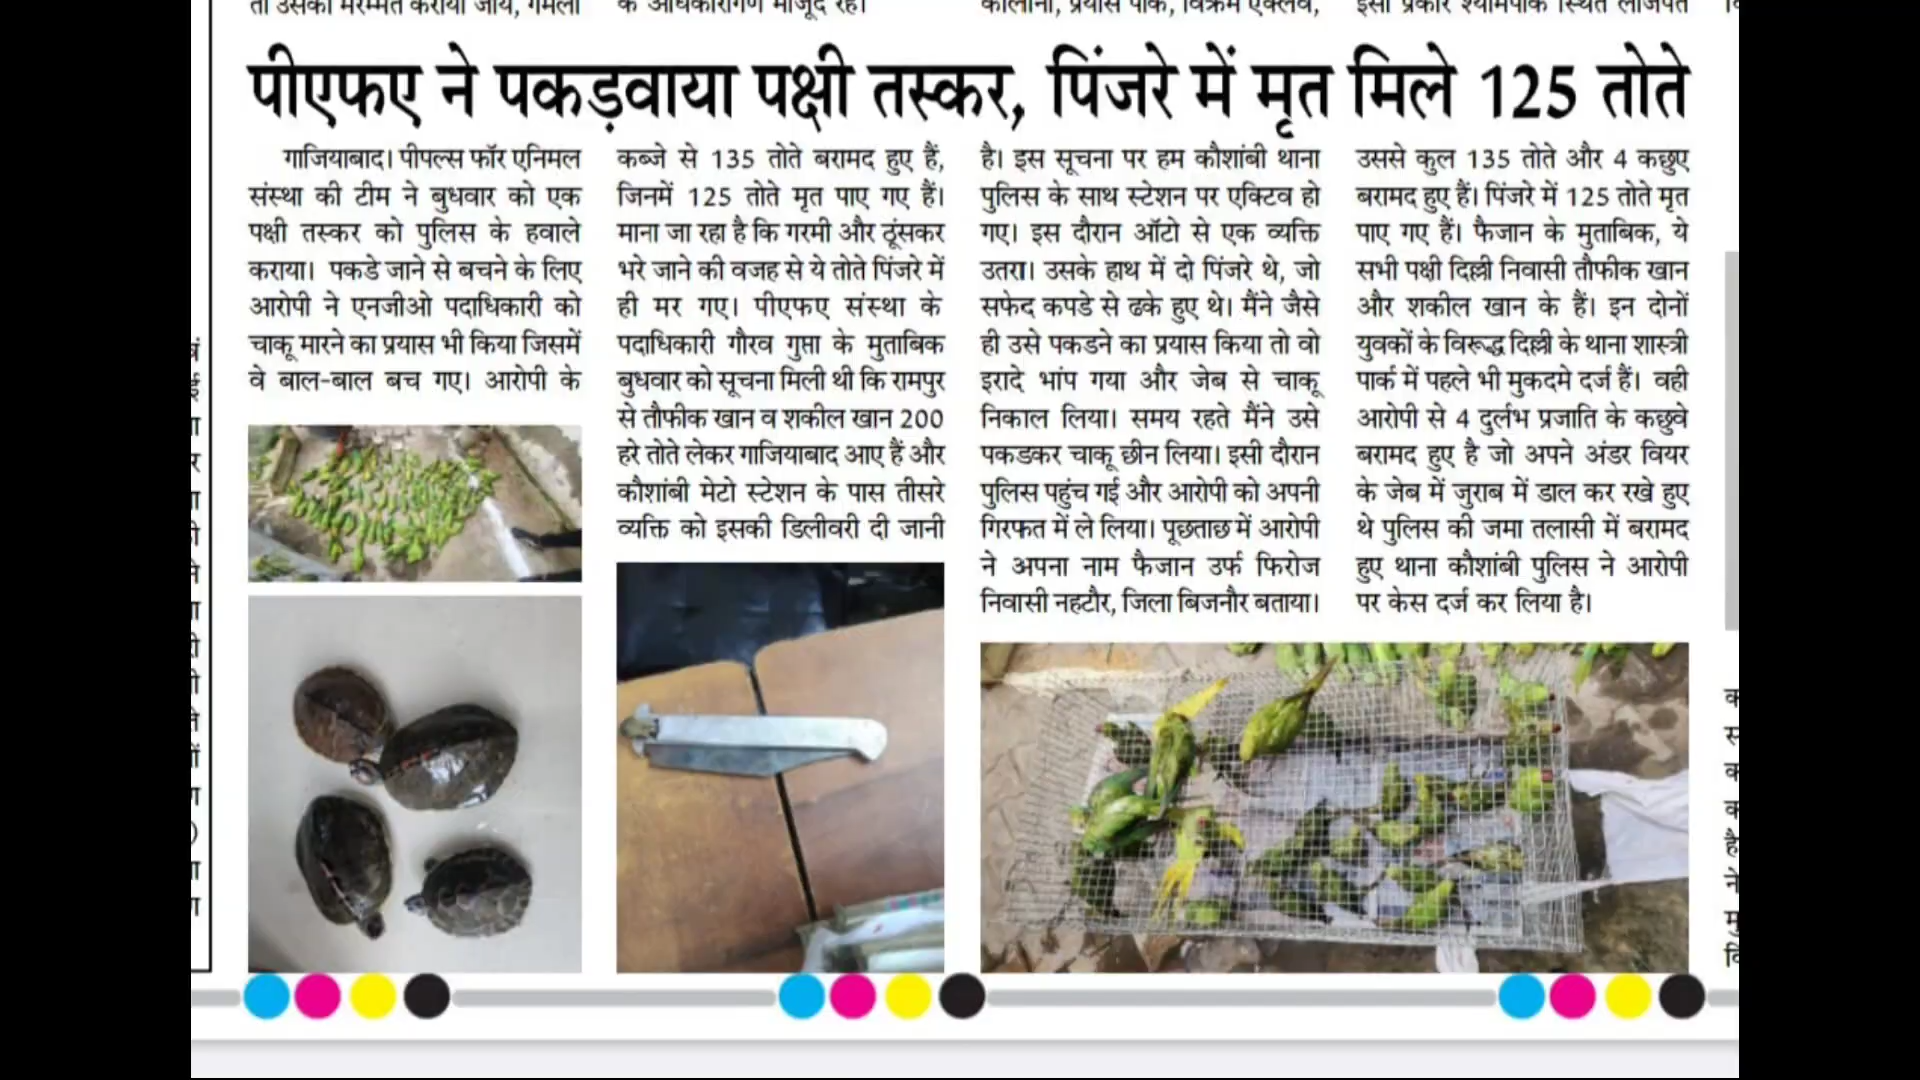 के अधिकारीगण मौजूद रहे।
पीएफए ने पकड़वाया पक्षी तस्कर, पिंजरे में मृत मिले 125 तोते
गाजियाबाद। पीपल्स फॉर एनिमल
संस्था की टीम ने बुधवार को एक
पक्षी तस्कर को पुलिस के हवाले
कराया। पकडे जाने से बचने के लिए
आरोपी ने एनजीओ पदाधिकारी को
चाकू मारने का प्रयास भी किया जिसमें
वे बाल-बाल बच गए। आरोपी के
कब्जे से 135 तोते बरामद हुए हैं,
जिनमें 125 तोते मृत पाए गए हैं।
माना जा रहा है कि गरमी और ठूंसकर
भरे जाने की वजह से ये तोते पिंजरे में
ही मर गए। पीएफए संस्था के
पदाधिकारी गौरव गुप्ता के मुताबिक
बुधवार को सूचना मिली थी कि रामपुर
से तौफीक खान व शकील खान 200
हरे तोते लेकर गाजियाबाद आए हैं और
कौशांबी मेटो स्टेशन के पास तीसरे
व्यक्ति को इसकी डिलीवरी दी जानी
है। इस सूचना पर हम कौशांबी थाना
पुलिस के साथ स्टेशन पर एक्टिव हो
गए। इस दौरान ऑटो से एक व्यक्ति
उतरा। उसके हाथ में दो पिंजरे थे, जो
सफेद कपडे से ढके हुए थे। मैंने जैसे
ही उसे पकडने का प्रयास किया तो वो
इरादे भांप गया और जेब से चाकू
निकाल लिया। समय रहते मैंने उसे
पकडकर चाकू छीन लिया। इसी दौरान
पुलिस पहुंच गई और आरोपी को अपनी
गिरफत में ले लिया। पूछताछ में आरोपी
ने अपना नाम फैजान उर्फ फिरोज
निवासी नहटौर, जिला बिजनौर बताया।
उससे कुल 135 तोते और 4 कछुए
बरामद हुए हैं। पिंजरे में 125 तोते मृत
पाए गए हैं। फैजान के मुताबिक, ये
सभी पक्षी दिल्ली निवासी तौफीक खान
और शकील खान के हैं। इन दोनों
युवकों के विरूद्ध दिल्ली के थाना शास्त्री
पार्क में पहले भी मुकदमे दर्ज हैं। वही
आरोपी से 4 दुर्लभ प्रजाति के कछुवे
बरामद हुए है जो अपने अंडर वियर
के जेब में जुराब में डाल कर रखे हुए
थे पुलिस की जमा तलासी में बरामद
हुए थाना कौशांबी पुलिस ने आरोपी
पर केस दर्ज कर लिया है।